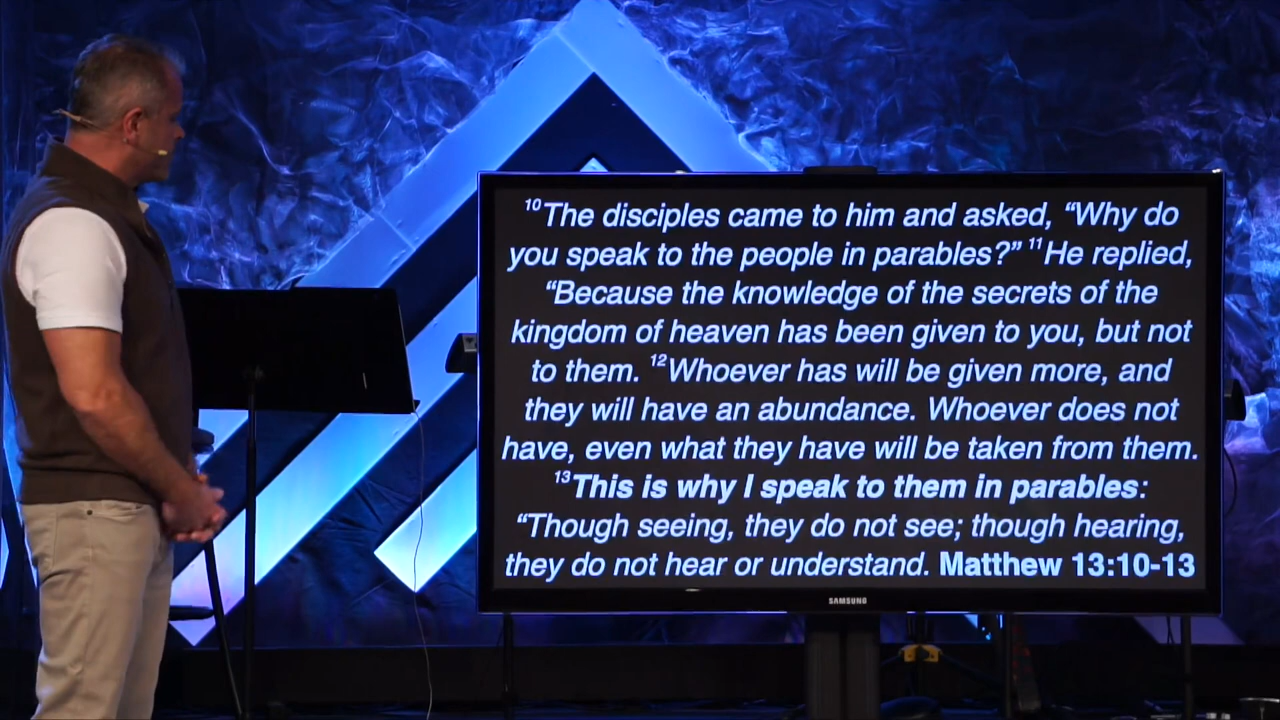 ¹⁰The disciples came to him and asked, “Why do
you speak to the people in parables?” ¹¹He replied,
“Because the knowledge of the secrets of the
kingdom of heaven has been given to you, but not
to them. ¹²Whoever has will be given more, and
they will have an abundance. Whoever does not
have, even what they have will be taken from them.
¹³This is why I speak to them in parables:
“Though seeing, they do not see; though hearing,
they do not hear or understand. Matthew 13:10-13
SAMSUNG